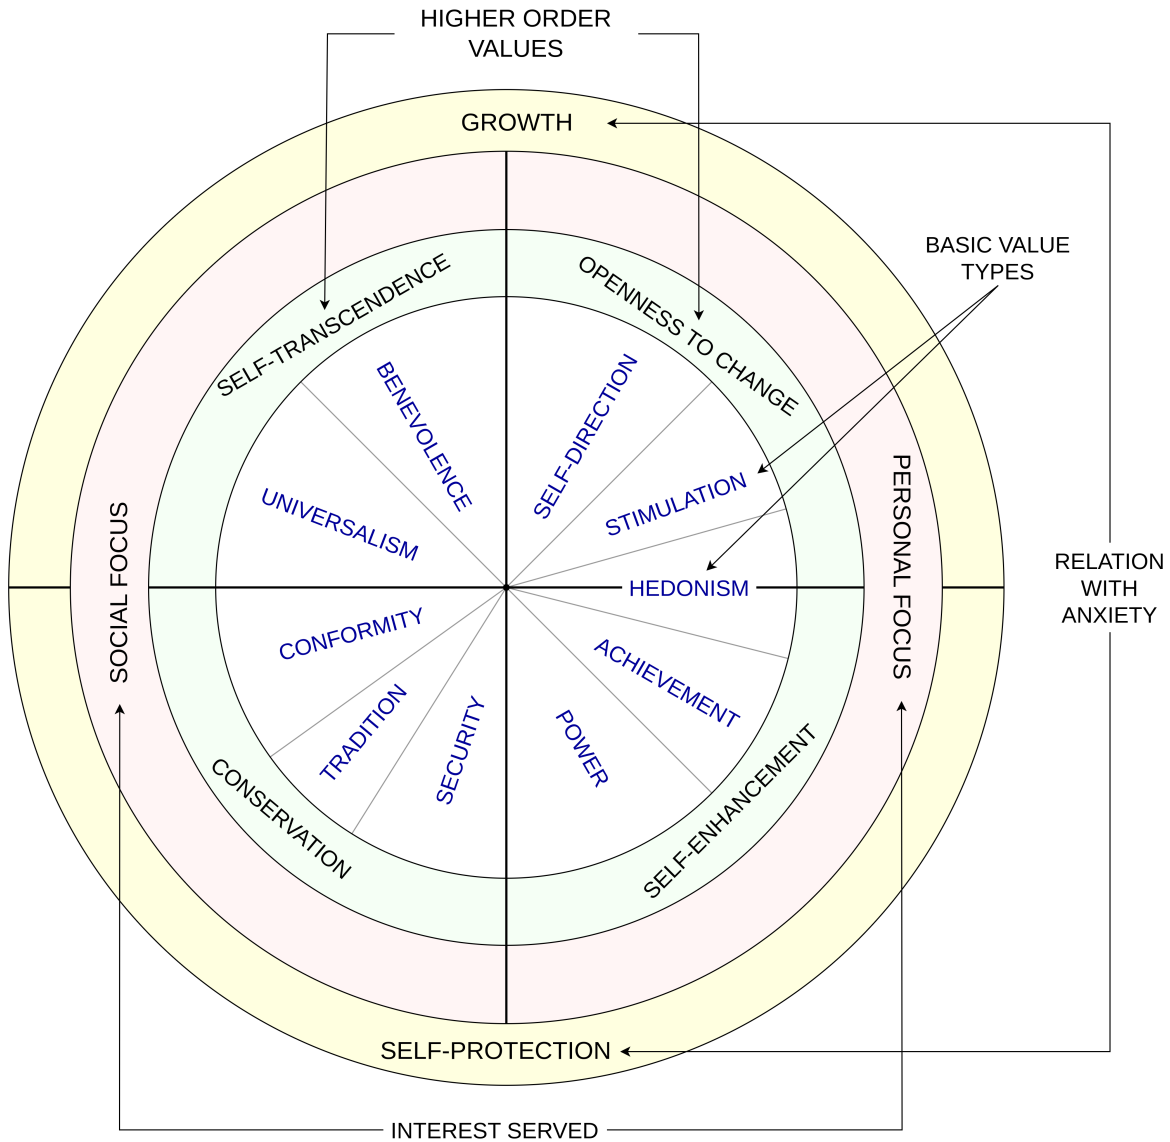 HIGHER ORDER
VALUES
GROWTH
BASIC VALUE
TYPES
SELF-TRANSCENDENCE
OPENNESS TO CHANGE
BENEVOLENCE
SELF-DIRECTION
UNIVERSALISM
STIMULATION
SOCIAL FOCUS
PERSONAL FOCUS
HEDONISM
RELATION
WITH
ANXIETY
CONFORMITY
ACHIEVEMENT
TRADITION
SECURITY
POWER
CONSERVATION
SELF-ENHANCEMENT
SELF-PROTECTION
INTEREST SERVED